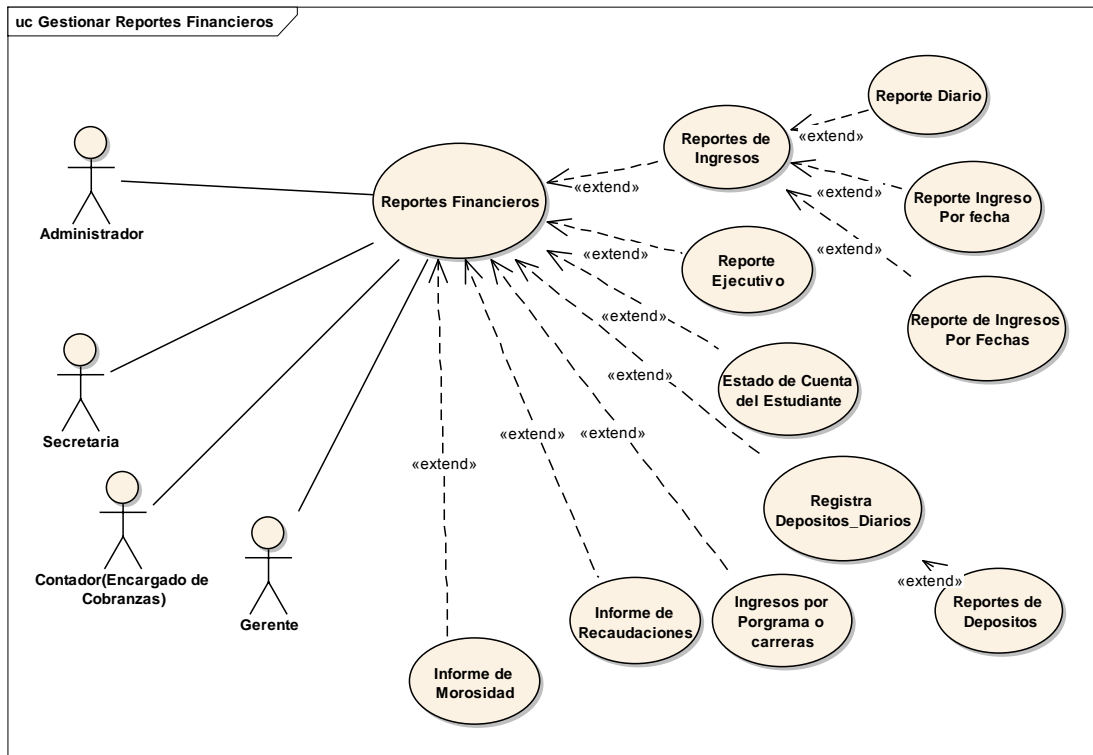 uc Gestionar Reportes Financieros
Administrador
Secretaria
Contador(Encargado de
Cobranzas)
Gerente
Reportes Financieros
Reportes de
Ingresos
Reporte Diario
Reporte Ingreso
Por fecha
Reporte de Ingresos
Por Fechas
Reporte
Ejecutivo
Estado de Cuenta
del Estudiante
Registra
Depositos_Diarios
Reportes de
Depositos
Ingresos por
Porgrama o
carreras
Informe de
Recaudaciones
Informe de
Morosidad
«extend»
«extend»
«extend»
«extend»
«extend»
«extend»
«extend»
«extend»
«extend»
«extend»
«extend»